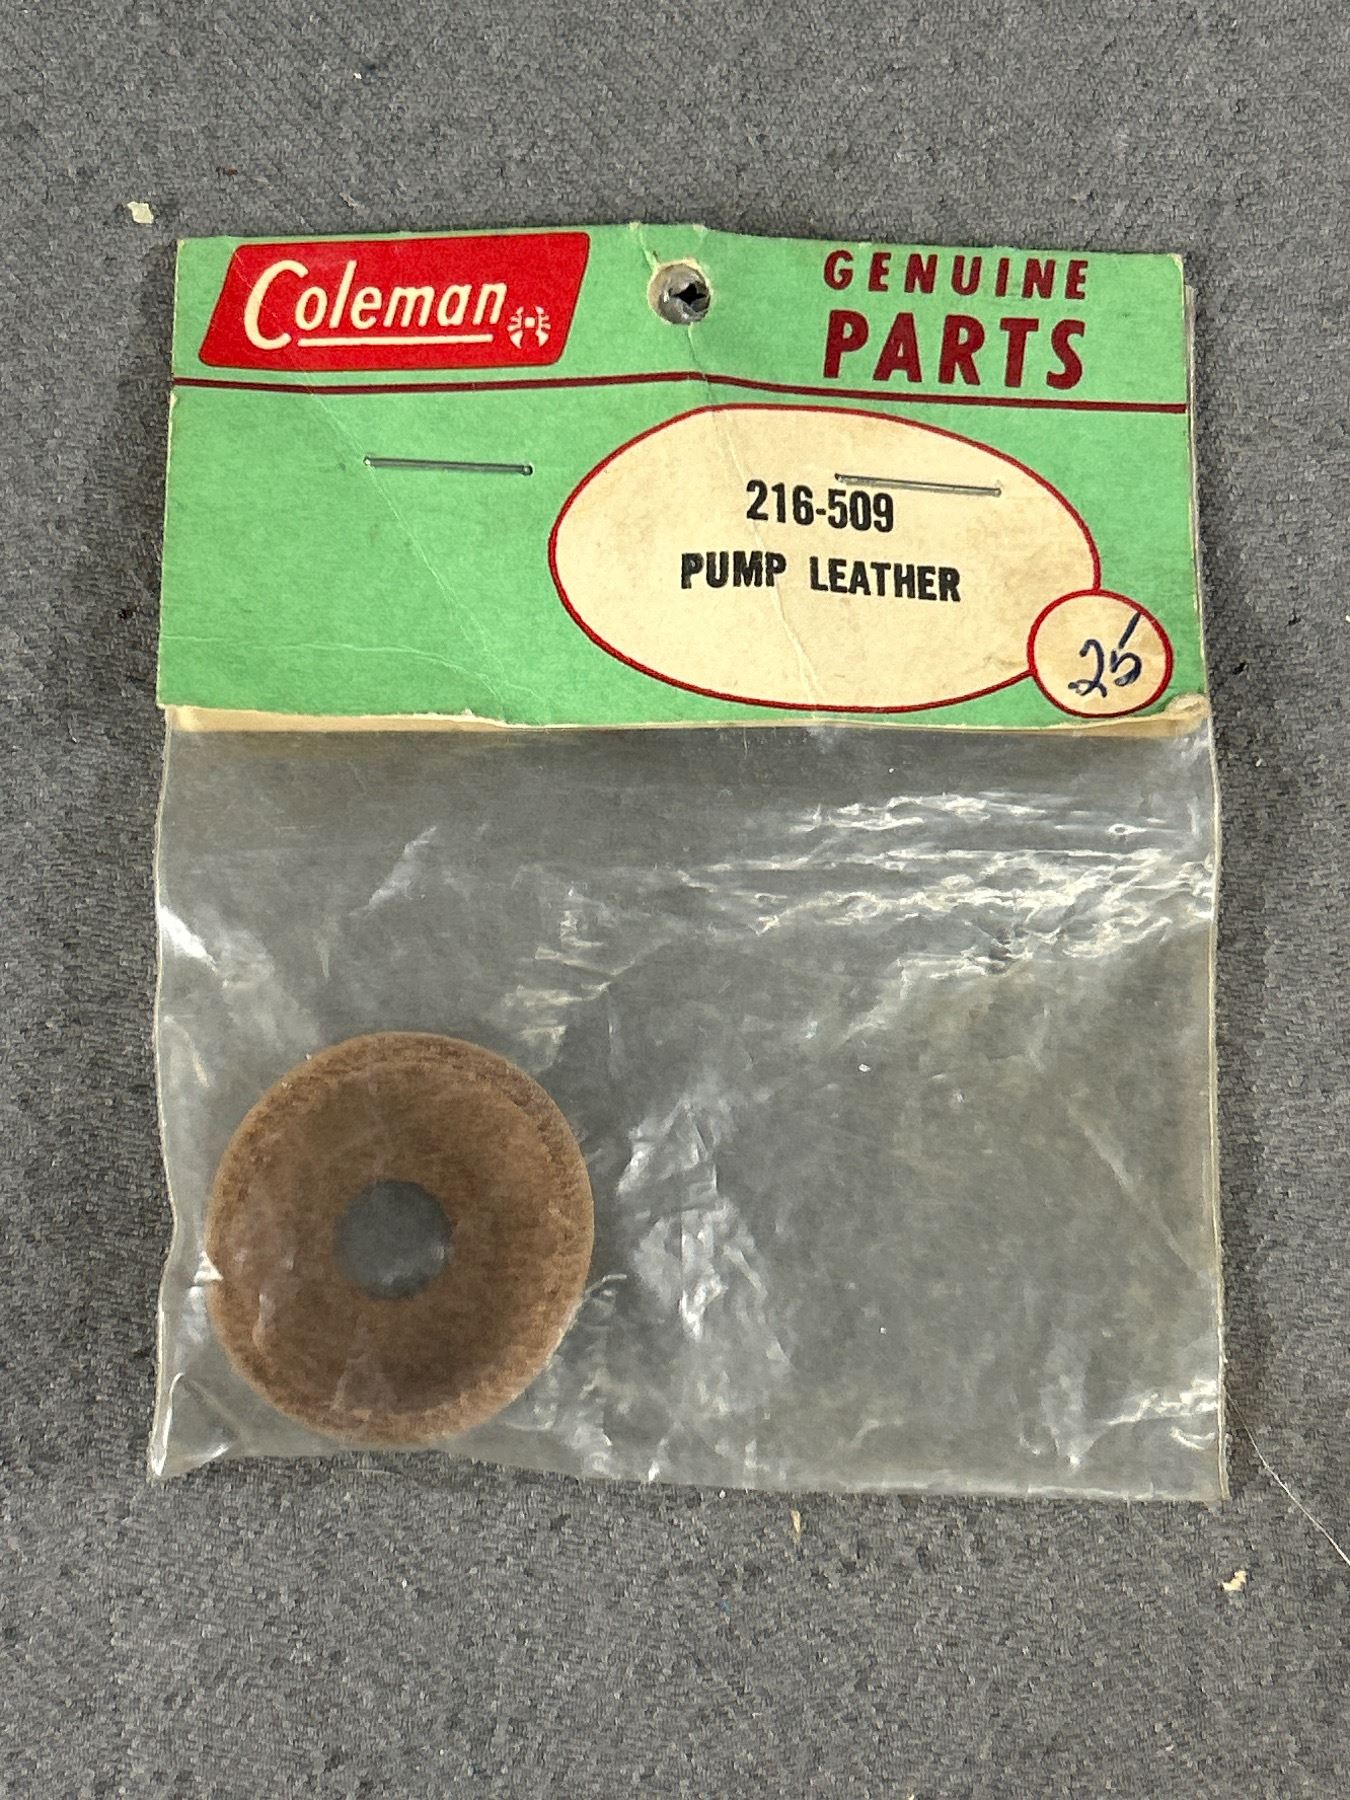 Coleman
GENUINE
PARTS
216-509
PUMP LEATHER
.25